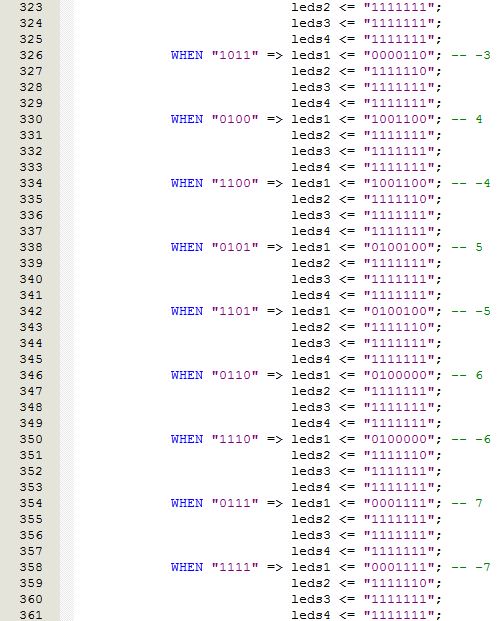 323 leds2 <= "1111111";
324 leds3 <= "1111111";
325 leds4 <= "1111111";
326 WHEN "1011" => leds1 <= "0000110"; -- -3
327 leds2 <= "1111110";
328 leds3 <= "1111111";
329 leds4 <= "1111111";
330 WHEN "0100" => leds1 <= "1001100"; -- 4
331 leds2 <= "1111111";
332 leds3 <= "1111111";
333 leds4 <= "1111111";
334 WHEN "1100" => leds1 <= "1001100"; -- -4
335 leds2 <= "1111110";
336 leds3 <= "1111111";
337 leds4 <= "1111111";
338 WHEN "0101" => leds1 <= "0100100"; -- 5
339 leds2 <= "1111111";
340 leds3 <= "1111111";
341 leds4 <= "1111111";
342 WHEN "1101" => leds1 <= "0100100"; -- -5
343 leds2 <= "1111110";
344 leds3 <= "1111111";
345 leds4 <= "1111111";
346 WHEN "0110" => leds1 <= "0100000"; -- 6
347 leds2 <= "1111111";
348 leds3 <= "1111111";
349 leds4 <= "1111111";
350 WHEN "1110" => leds1 <= "0100000"; -- -6
351 leds2 <= "1111110";
352 leds3 <= "1111111";
353 leds4 <= "1111111";
354 WHEN "0111" => leds1 <= "0001111"; -- 7
355 leds2 <= "1111111";
356 leds3 <= "1111111";
357 leds4 <= "1111111";
358 WHEN "1111" => leds1 <= "0001111"; -- -7
359 leds2 <= "1111110";
360 leds3 <= "1111111";
361 leds4 <= "1111111";